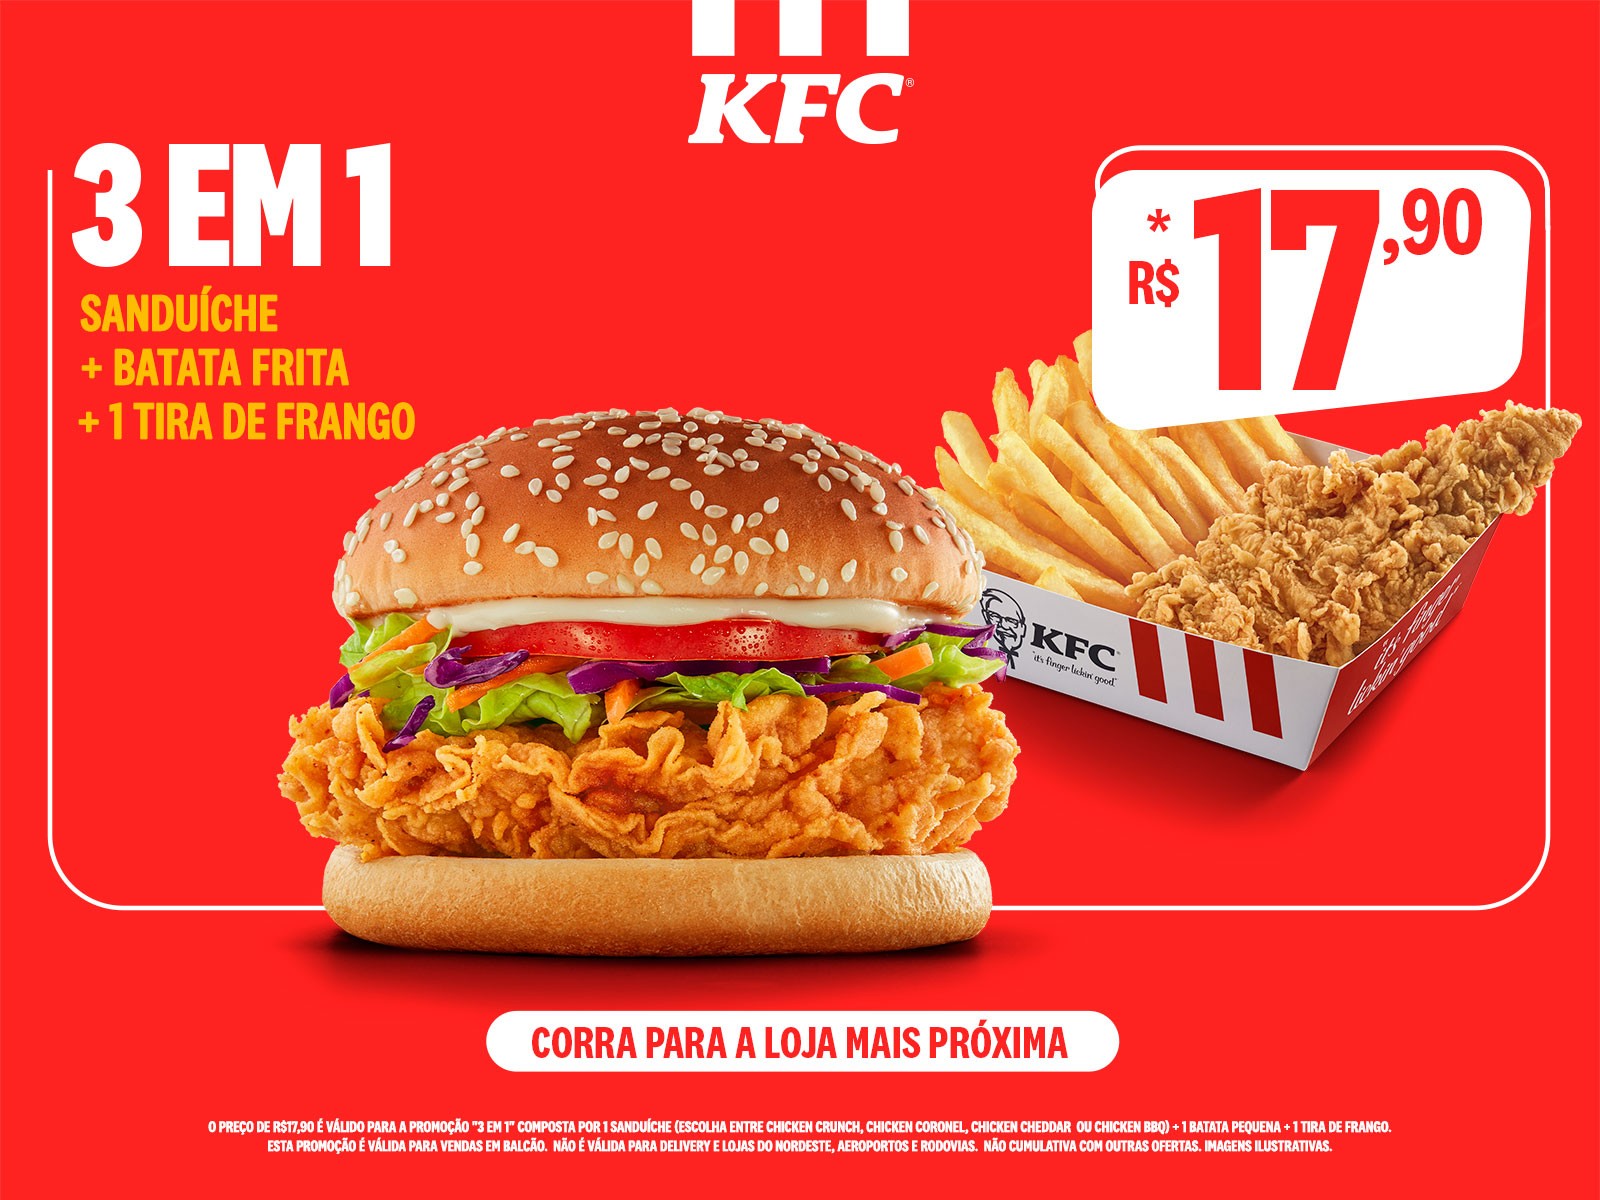 KFC®
3 EM 1
SANDUÍCHE
+ BATATA FRITA
+ 1 TIRA DE FRANGO
* R$ 17,90
KFC
it's finger lickin' good
it's finger lickin' good
CORRA PARA A LOJA MAIS PRÓXIMA
O PREÇO DE R$17,90 É VÁLIDO PARA A PROMOÇÃO "3 EM 1" COMPOSTA POR 1 SANDUÍCHE (ESCOLHA ENTRE CHICKEN CRUNCH, CHICKEN CORONEL, CHICKEN CHEDDAR OU CHICKEN BBQ) + 1 BATATA PEQUENA + 1 TIRA DE FRANGO.
ESTA PROMOÇÃO É VÁLIDA PARA VENDAS EM BALCÃO. NÃO É VÁLIDA PARA DELIVERY E LOJAS DO NORDESTE, AEROPORTOS E RODOVIAS. NÃO CUMULATIVA COM OUTRAS OFERTAS. IMAGENS ILUSTRATIVAS.